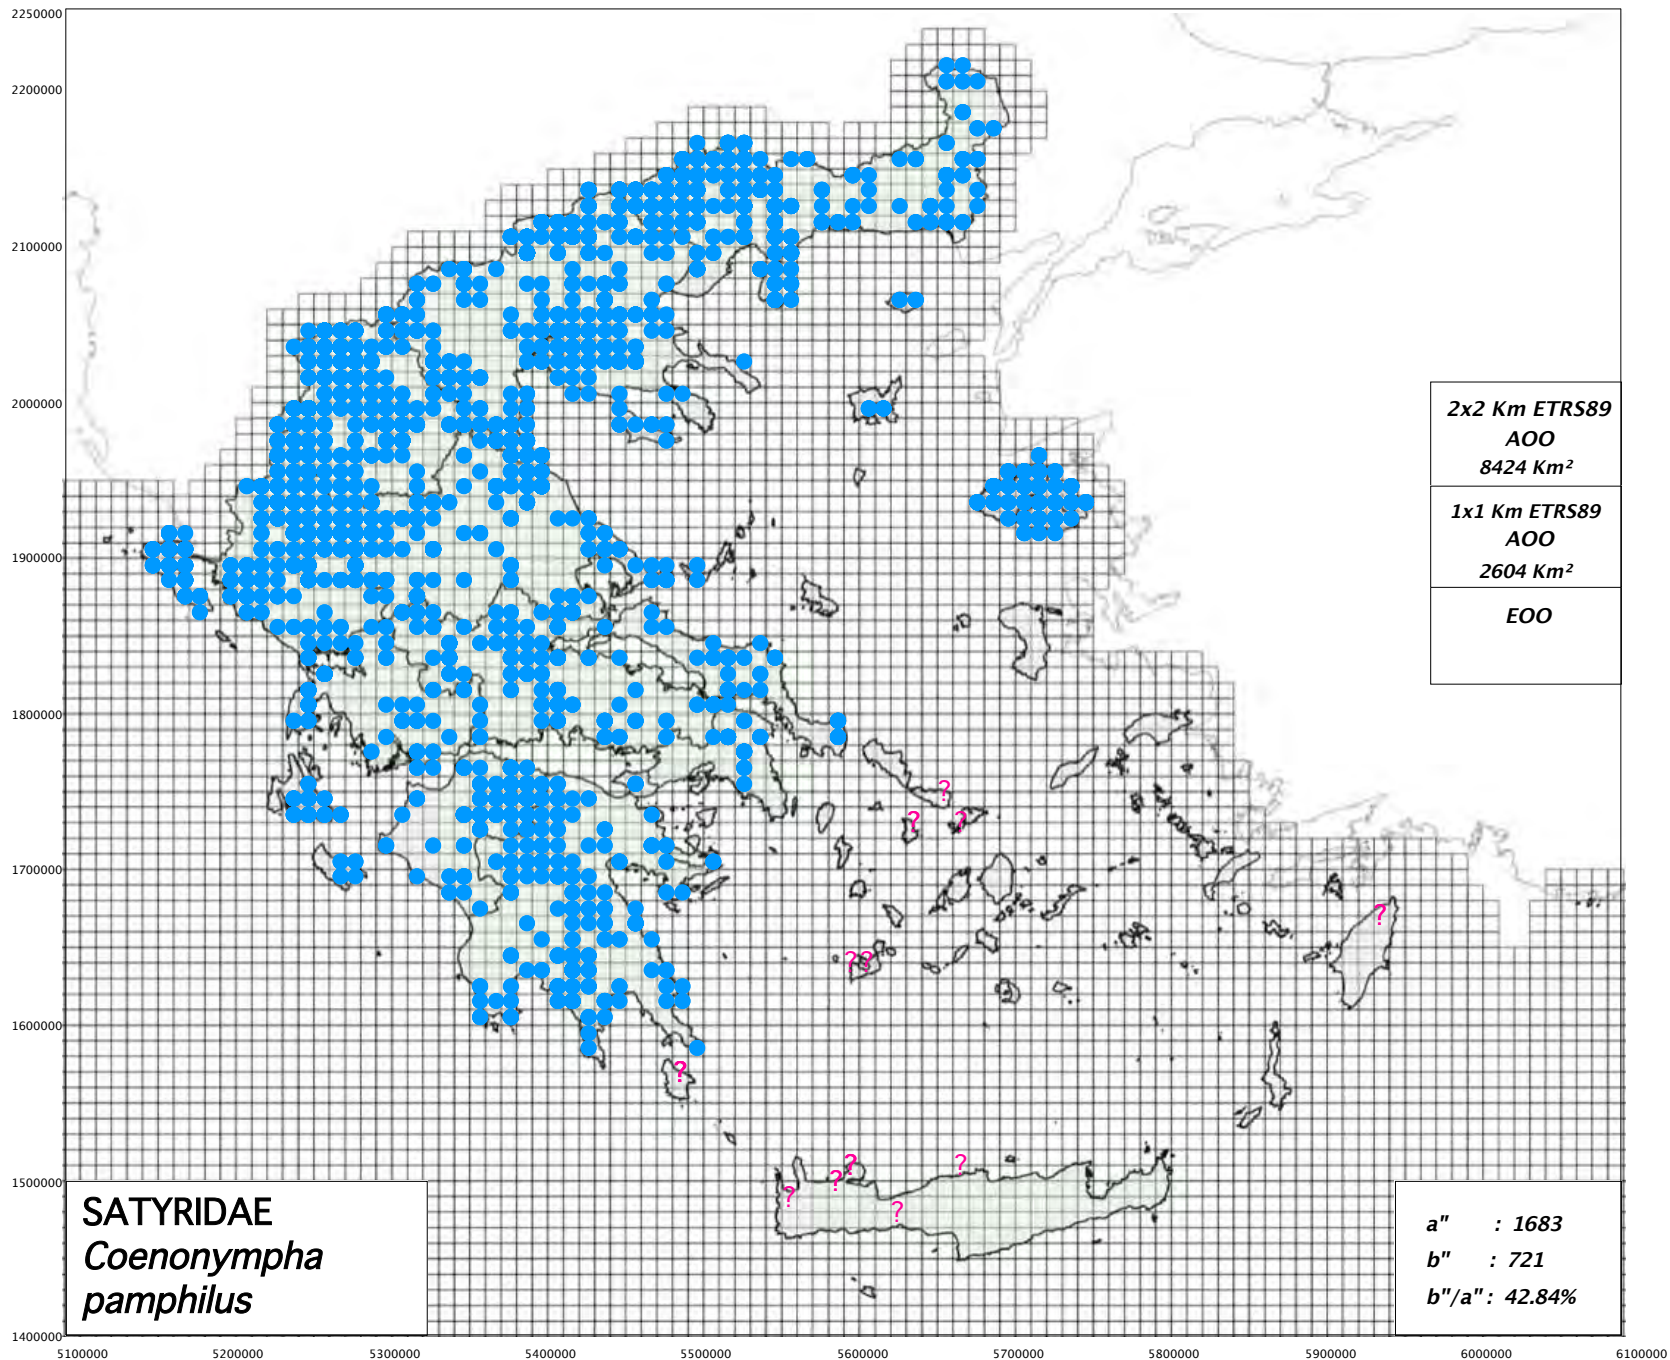 2250000
2200000
2100000
2000000
1900000
1800000
1700000
1600000
1500000
1400000
2x2 Km ETRS89
AOO
8424 Km²
1x1 Km ETRS89
AOO
2604 Km²
EOO
?
?
?
?
? ?
?
?
?
?
?
?
SATYRIDAE
Coenonympha
pamphilus
a" : 1683
b" : 721
b"/a" : 42.84%
5100000 5200000 5300000 5400000 5500000 5600000 5700000 5800000 5900000 6000000 6100000